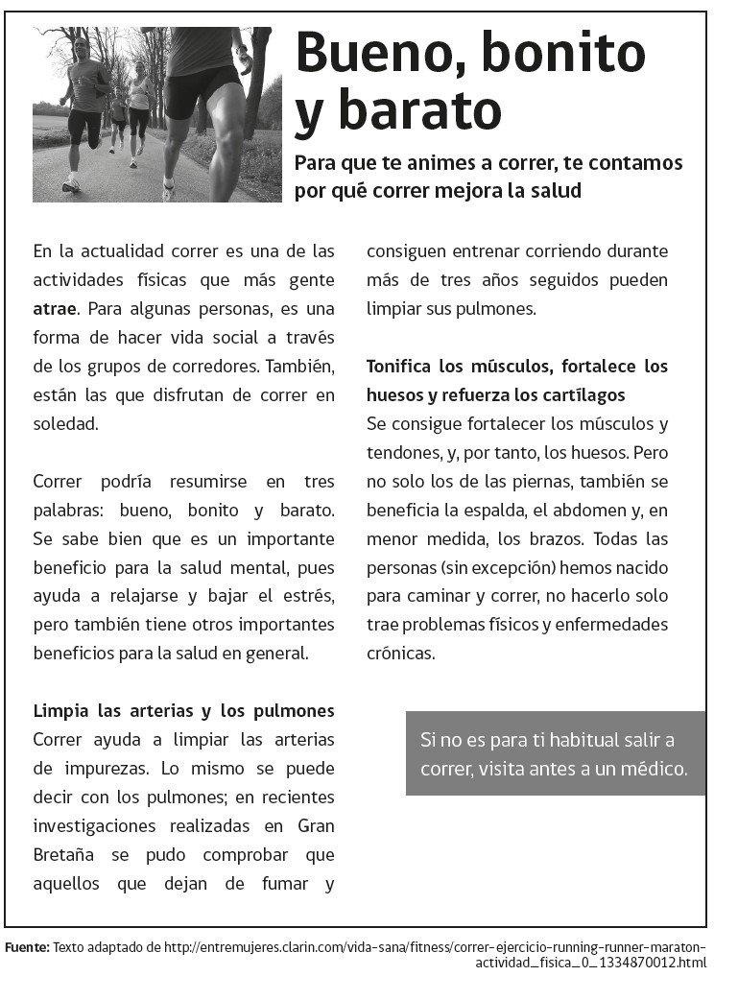 Bueno, bonito
y barato
Para que te animes a correr, te contamos
por qué correr mejora la salud
En la actualidad correr es una de las
actividades físicas que más gente
atrae. Para algunas personas, es una
forma de hacer vida social a través
de los grupos de corredores. También,
están las que disfrutan de correr en
soledad.
Correr podría resumirse en tres
palabras: bueno, bonito y barato.
Se sabe bien que es un importante
beneficio para la salud mental, pues
ayuda a relajarse y bajar el estrés,
pero también tiene otros importantes
beneficios para la salud en general.
Limpia las arterias y los pulmones
Correr ayuda a limpiar las arterias
de impurezas. Lo mismo se puede
decir con los pulmones; en recientes
investigaciones realizadas en Gran
Bretaña se pudo comprobar que
aquellos que dejan de fumar y
consiguen entrenar corriendo durante
más de tres años seguidos pueden
limpiar sus pulmones.
Tonifica los músculos, fortalece los
huesos y refuerza los cartílagos
Se consigue fortalecer los músculos y
tendones, y, por tanto, los huesos. Pero
no solo los de las piernas, también se
beneficia la espalda, el abdomen y, en
menor medida, los brazos. Todas las
personas (sin excepción) hemos nacido
para caminar y correr, no hacerlo solo
trae problemas físicos y enfermedades
crónicas.
Si no es para ti habitual salir a
correr, visita antes a un médico.
Fuente: Texto adaptado de http://entremujeres.clarin.com/vida-sana/fitness/correr-ejercicio-running-runner-maraton-
actividad_fisica_0_1334870012.html